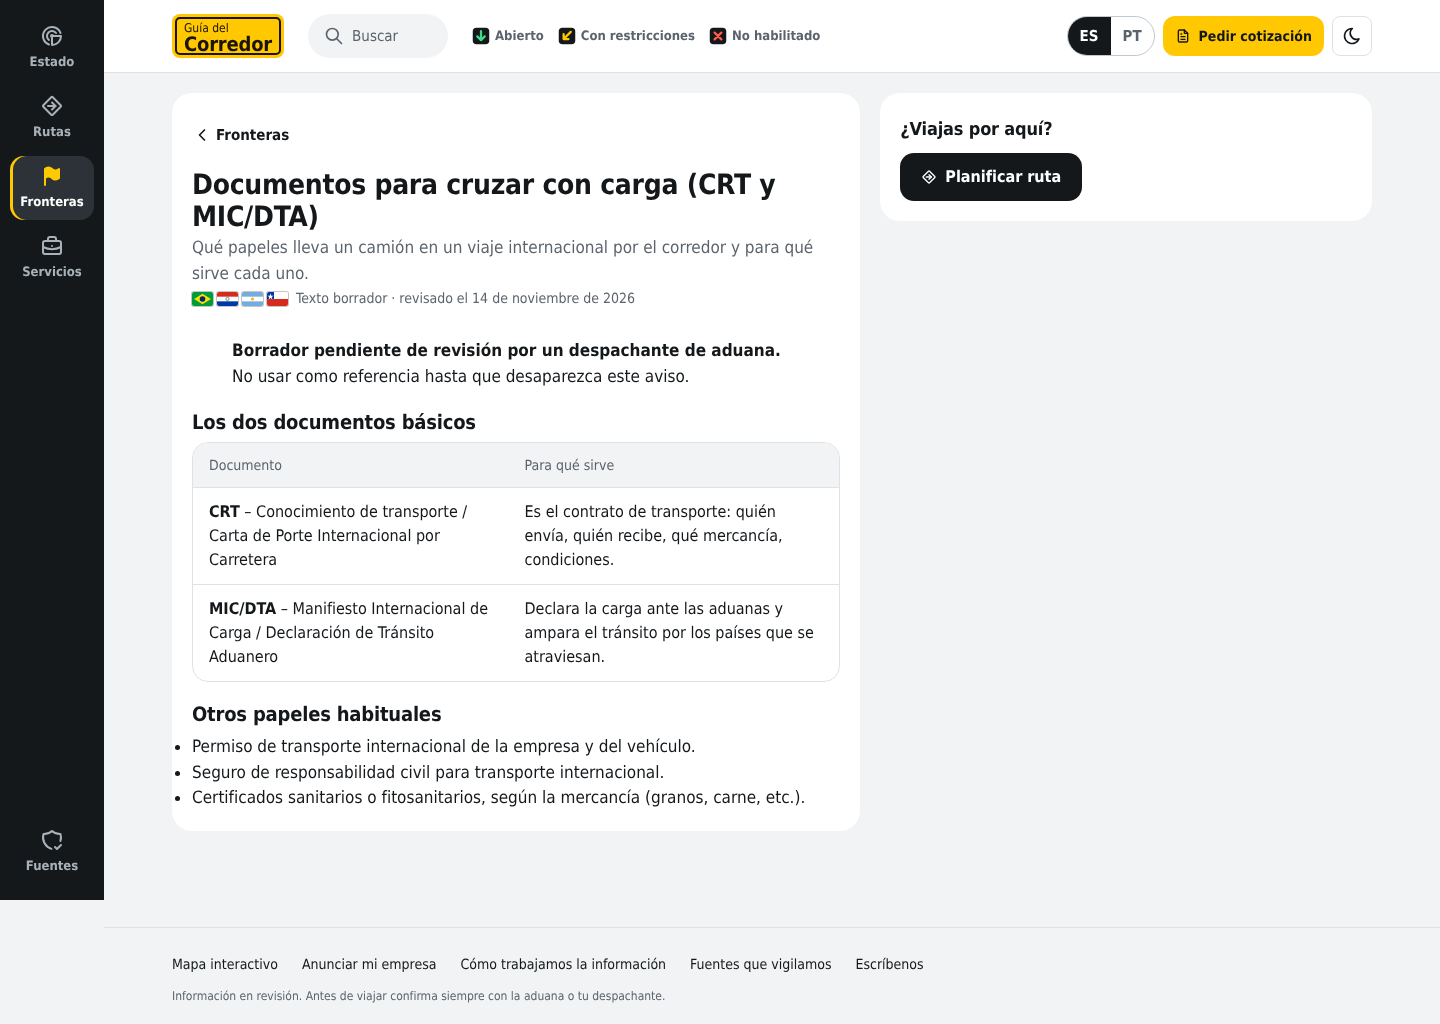 Estado
Rutas
Fronteras
Servicios
Fuentes
Guía del
Corredor
Buscar
Abierto
Con restricciones
No habilitado
ES
PT
Pedir cotización
Fronteras
Documentos para cruzar con carga (CRT y
MIC/DTA)
Qué papeles lleva un camión en un viaje internacional por el corredor y para qué
sirve cada uno.
Texto borrador · revisado el 14 de noviembre de 2026
Borrador pendiente de revisión por un despachante de aduana.
No usar como referencia hasta que desaparezca este aviso.
Los dos documentos básicos
Documento
Para qué sirve
CRT – Conocimiento de transporte /
Carta de Porte Internacional por
Carretera
Es el contrato de transporte: quién
envía, quién recibe, qué mercancía,
condiciones.
MIC/DTA – Manifiesto Internacional de
Carga / Declaración de Tránsito
Aduanero
Declara la carga ante las aduanas y
ampara el tránsito por los países que se
atraviesan.
Otros papeles habituales
• Permiso de transporte internacional de la empresa y del vehículo.
• Seguro de responsabilidad civil para transporte internacional.
• Certificados sanitarios o fitosanitarios, según la mercancía (granos, carne, etc.).
¿Viajas por aquí?
Planificar ruta
Mapa interactivo
Anunciar mi empresa
Cómo trabajamos la información
Fuentes que vigilamos
Escríbenos
Información en revisión. Antes de viajar confirma siempre con la aduana o tu despachante.